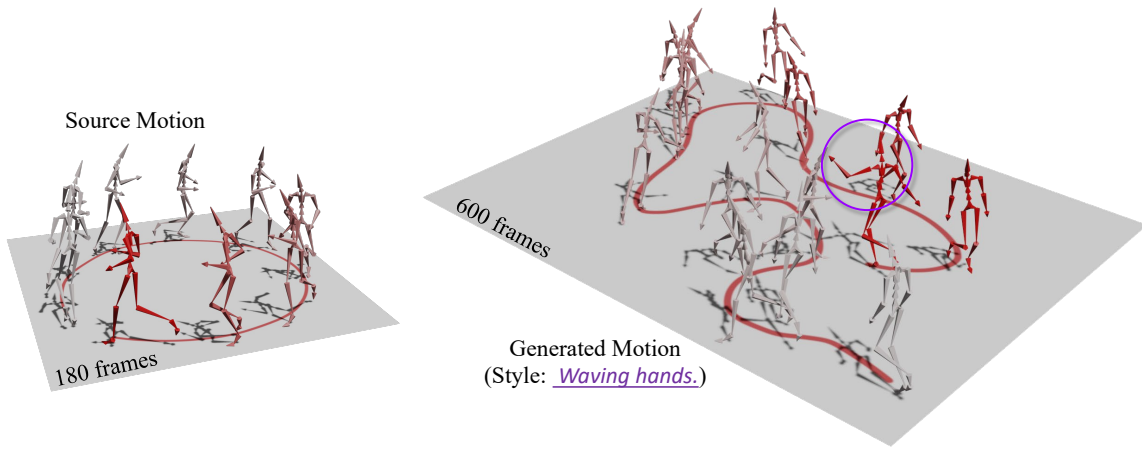 Source Motion
180 frames
600 frames
Generated Motion
(Style: Waving hands.)